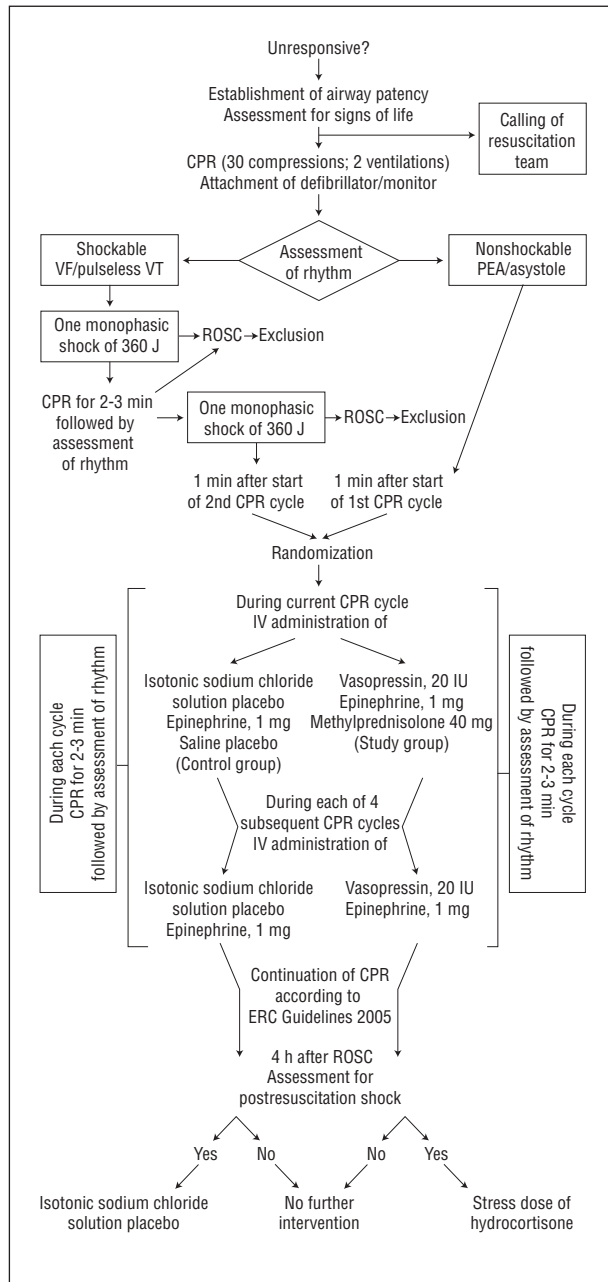 Unresponsive?
Establishment of airway patency
Assessment for signs of life
Calling of
resuscitation
team
CPR (30 compressions; 2 ventilations)
Attachment of defibrillator/monitor
Shockable
VF/pulseless VT
Assessment
of rhythm
Nonshockable
PEA/asystole
One monophasic
shock of 360 J
ROSC
Exclusion
CPR for 2-3 min
followed by
assessment
of rhythm
One monophasic
shock of 360 J
ROSC
Exclusion
1 min after start
of 2nd CPR cycle
1 min after start
of 1st CPR cycle
Randomization
During current CPR cycle
IV administration of
During each cycle
CPR for 2-3 min
followed by assessment of rhythm
Isotonic sodium chloride
solution placebo
Epinephrine, 1 mg
Saline placebo
(Control group)
Vasopressin, 20 IU
Epinephrine, 1 mg
Methylprednisolone 40 mg
(Study group)
During each cycle
CPR for 2-3 min
followed by assessment of rhythm
During each of 4
subsequent CPR cycles
IV administration of
Isotonic sodium chloride
solution placebo
Epinephrine, 1 mg
Vasopressin, 20 IU
Epinephrine, 1 mg
Continuation of CPR
according to
ERC Guidelines 2005
4 h after ROSC
Assessment for
postresuscitation shock
Yes
No
No
Yes
Isotonic sodium chloride
solution placebo
No further
intervention
Stress dose of
hydrocortisone